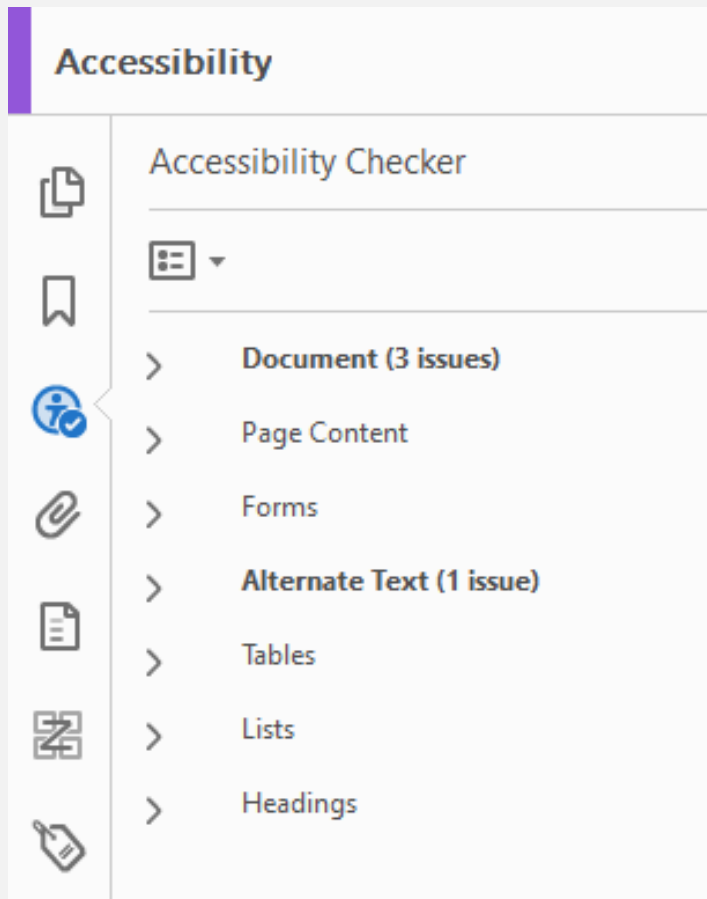 Accessibility
Accessibility Checker
Document (3 issues)
Page Content
Forms
Alternate Text (1 issue)
Tables
Lists
Headings